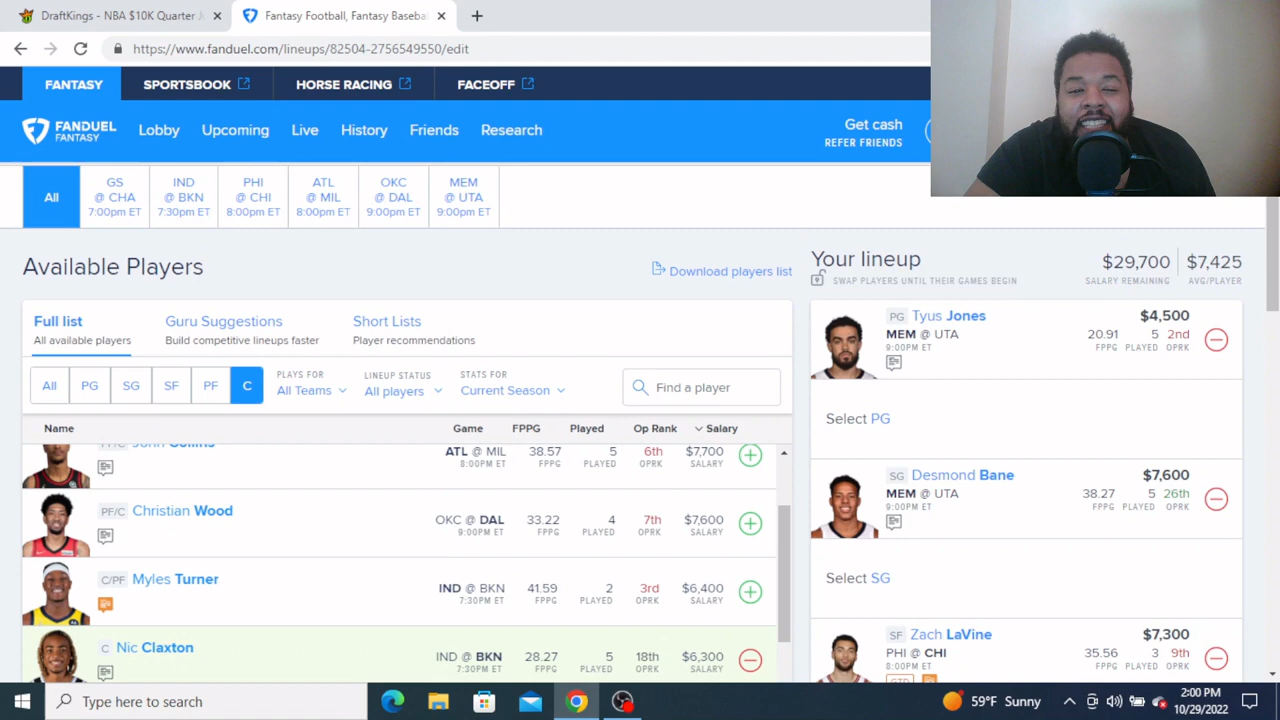 DraftKings - NBA $10K Quarter J
Fantasy Football, Fantasy Baseba
https://www.fanduel.com/lineups/82504-2756549550/edit
FANTASY SPORTSBOOK HORSE RACING FACEOFF
FANDUEL
FANTASY
Lobby Upcoming Live History Friends Research
Get cash
REFER FRIENDS
All
GS
@ CHA
7:00pm ET
IND
@ BKN
7:30pm ET
PHI
@ CHI
8:00pm ET
ATL
@ MIL
8:00pm ET
OKC
@ DAL
9:00pm ET
MEM
@ UTA
9:00pm ET
Available Players
Download players list
Full list
All available players
Guru Suggestions
Build competitive lineups faster
Short Lists
Player recommendations
All PG SG SF PF C
PLAYS FOR
All Teams
LINEUP STATUS
All players
STATS FOR
Current Season
Find a player
Name Game FPPG Played Op Rank Salary
PF/C John Collins
ATL @ MIL 38.57 5 6th $7,700
8:00PM ET FPPG PLAYED OPRK SALARY
PF/C Christian Wood
OKC @ DAL 33.22 4 7th $7,600
9:00PM ET FPPG PLAYED OPRK SALARY
C/PF Myles Turner
IND @ BKN 41.59 2 3rd $6,400
7:30PM ET FPPG PLAYED OPRK SALARY
C Nic Claxton
IND @ BKN 28.27 5 18th $6,300
7:30PM ET FPPG PLAYED OPRK SALARY
Your lineup
SWAP PLAYERS UNTIL THEIR GAMES BEGIN
$29,700
SALARY REMAINING
$7,425
AVG/PLAYER
PG Tyus Jones $4,500
MEM @ UTA 20.91 5 2nd
9:00PM ET FPPG PLAYED OPRK
Select PG
SG Desmond Bane $7,600
MEM @ UTA 38.27 5 26th
9:00PM ET FPPG PLAYED OPRK
Select SG
SF Zach LaVine $7,300
PHI @ CHI 35.56 3 9th
8:00PM ET FPPG PLAYED OPRK
GTD
Type here to search
59°F Sunny
2:00 PM
10/29/2022